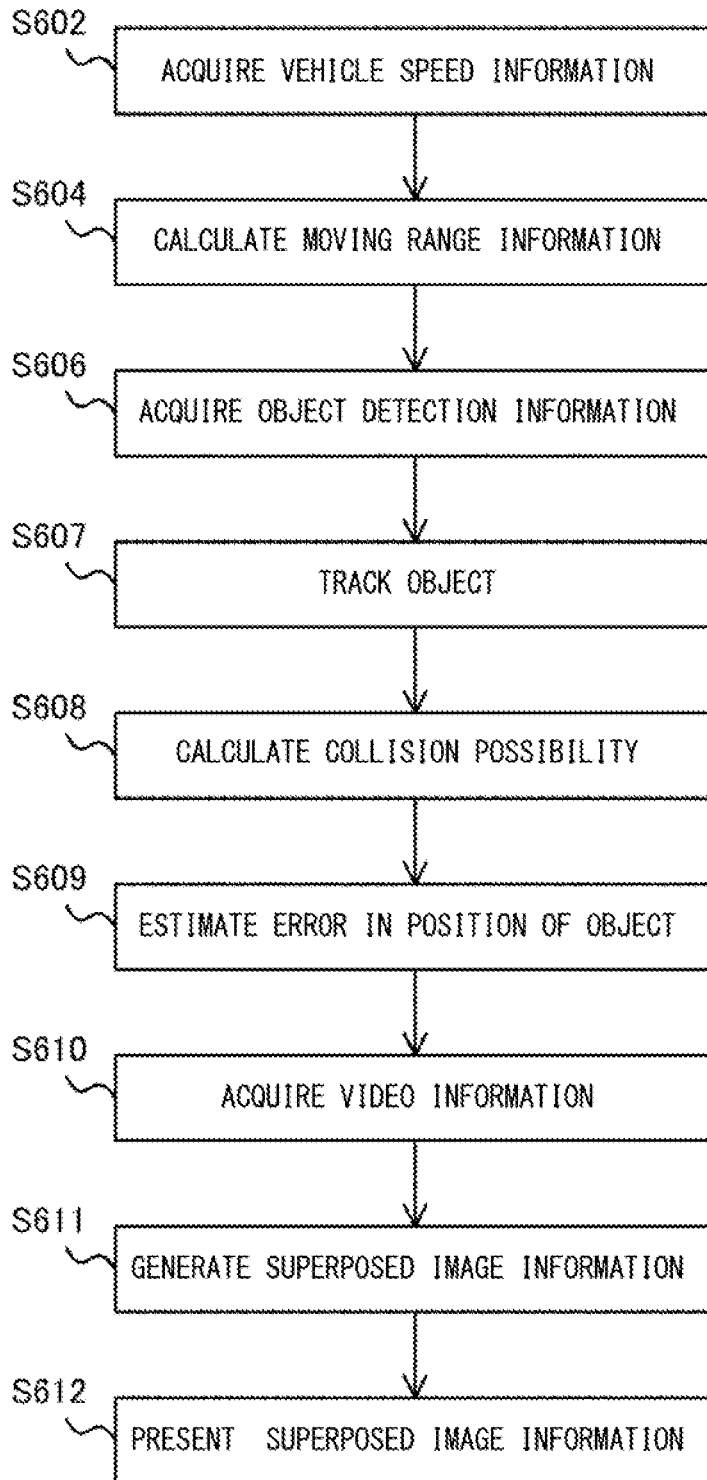 S602
ACQUIRE VEHICLE SPEED INFORMATION
S604
CALCULATE MOVING RANGE INFORMATION
S606
ACQUIRE OBJECT DETECTION INFORMATION
S607
TRACK OBJECT
S608
CALCULATE COLLISION POSSIBILITY
S609
ESTIMATE ERROR IN POSITION OF OBJECT
S610
ACQUIRE VIDEO INFORMATION
S611
GENERATE SUPERPOSED IMAGE INFORMATION
S612
PRESENT SUPERPOSED IMAGE INFORMATION